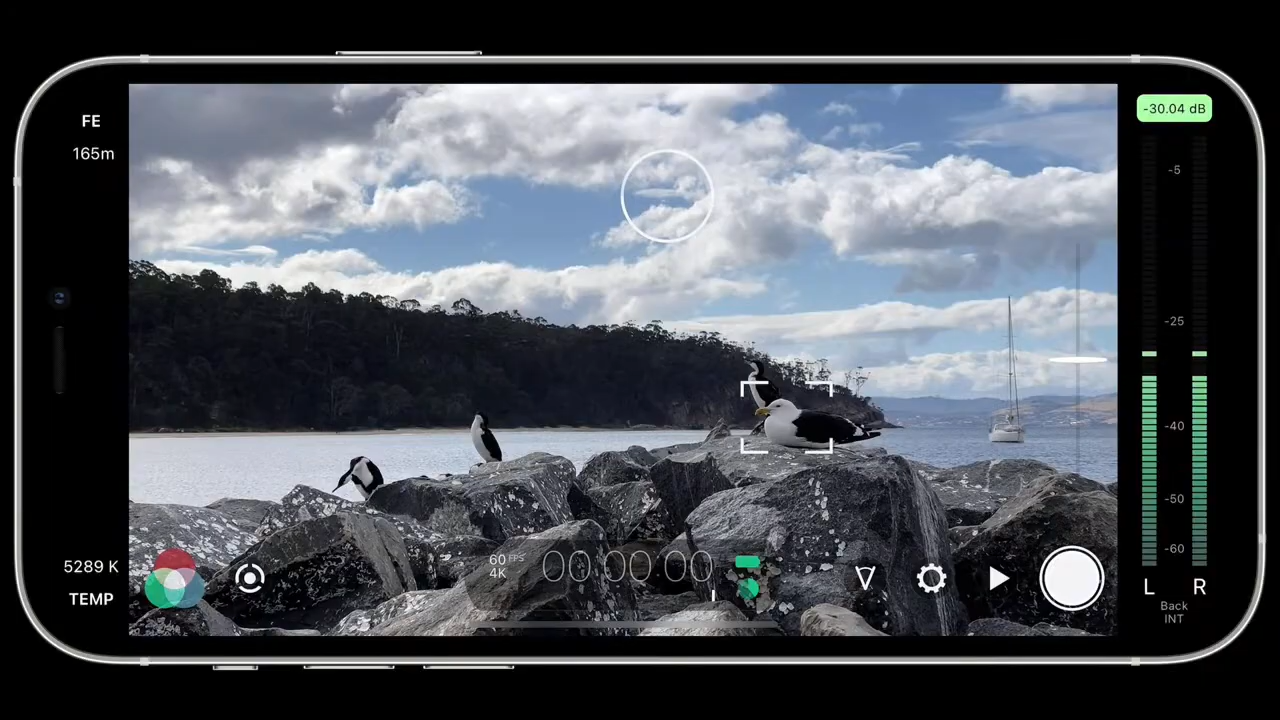 FE
165m
-30.04 dB
-5
-25
-40
-50
-60
L R
Back
INT
5289 K
TEMP
60 FPS
4K
00 00 00